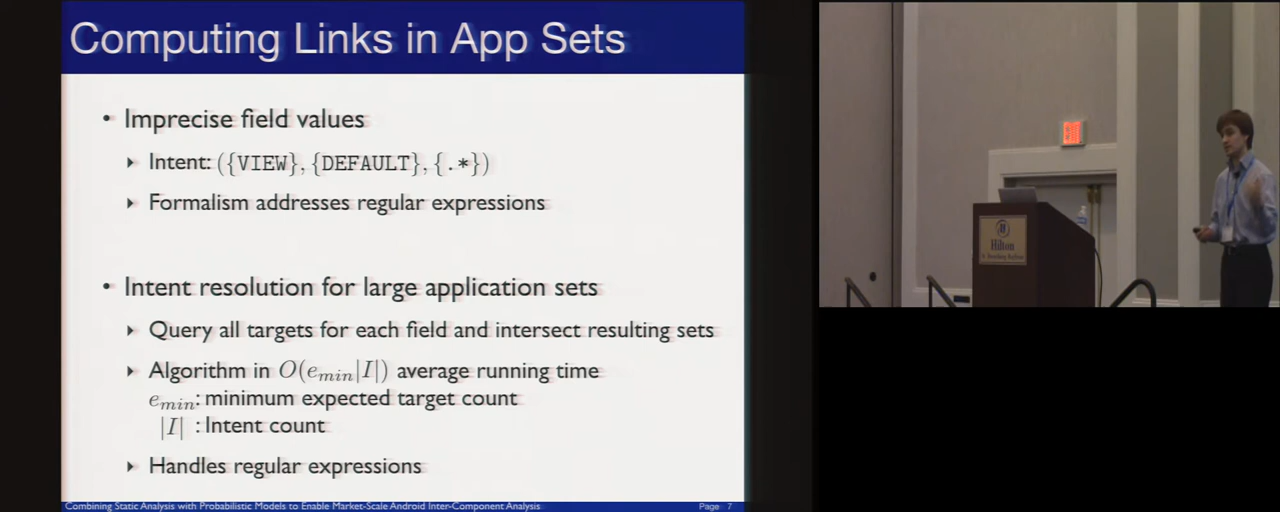 Computing Links in App Sets
• Imprecise field values
▸ Intent: ({VIEW}, {DEFAULT}, {.*})
▸ Formalism addresses regular expressions
• Intent resolution for large application sets
▸ Query all targets for each field and intersect resulting sets
▸ Algorithm in O(e_min|I|) average running time
e_min: minimum expected target count
|I| : Intent count
▸ Handles regular expressions
Combining Static Analysis with Probabilistic Models to Enable Market-Scale Android Inter-Component Analysis
Page 7
Hilton